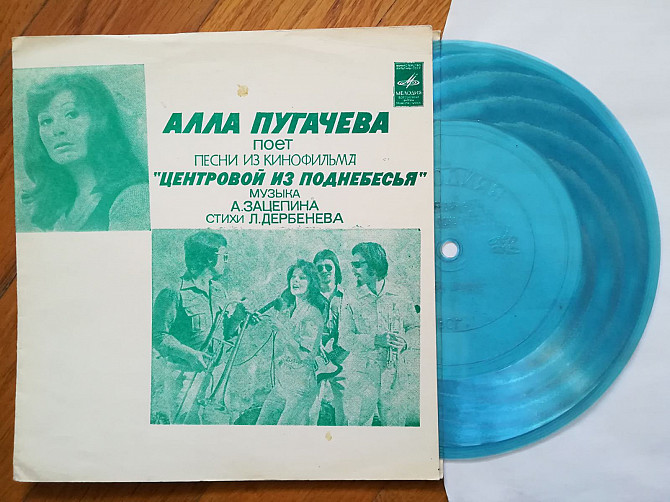 МЕЛОДИЯ
АЛЛА ПУГАЧЕВА
ПОЕТ
ПЕСНИ ИЗ КИНОФИЛЬМА
"ЦЕНТРОВОЙ ИЗ ПОДНЕБЕСЬЯ"
МУЗЫКА
А.ЗАЦЕПИНА
СТИХИ Л.ДЕРБЕНЕВА